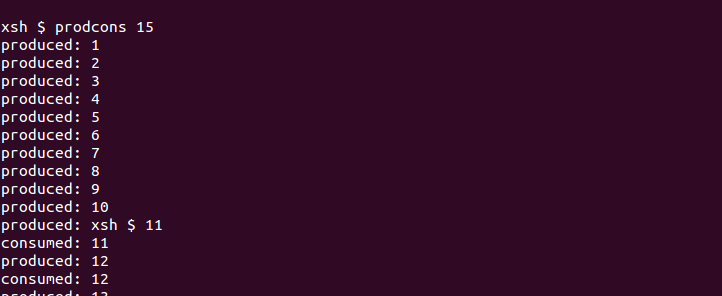 xsh $ prodcons 15
produced: 1
produced: 2
produced: 3
produced: 4
produced: 5
produced: 6
produced: 7
produced: 8
produced: 9
produced: 10
produced: xsh $ 11
consumed: 11
produced: 12
consumed: 12
produced: 13